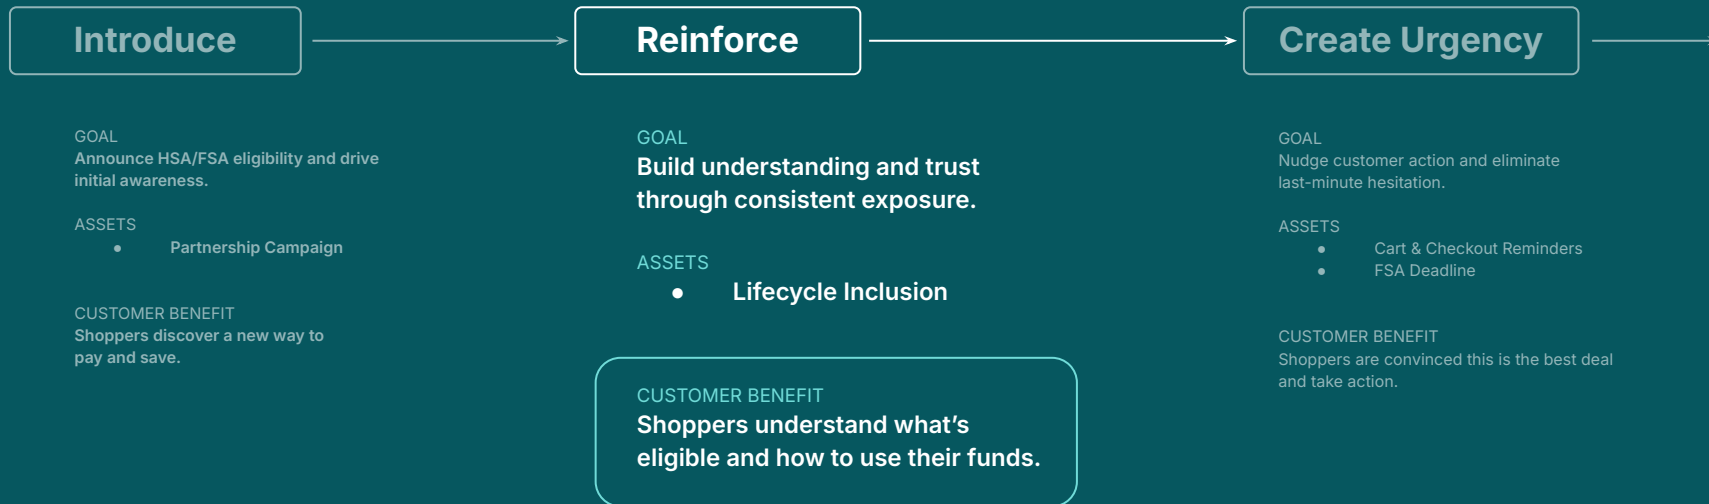 Introduce
GOAL
Announce HSA/FSA eligibility and drive
initial awareness.
ASSETS
● Partnership Campaign
CUSTOMER BENEFIT
Shoppers discover a new way to
pay and save.
Reinforce
GOAL
Build understanding and trust
through consistent exposure.
ASSETS
● Lifecycle Inclusion
CUSTOMER BENEFIT
Shoppers understand what’s
eligible and how to use their funds.
Create Urgency
GOAL
Nudge customer action and eliminate
last-minute hesitation.
ASSETS
● Cart & Checkout Reminders
● FSA Deadline
CUSTOMER BENEFIT
Shoppers are convinced this is the best deal
and take action.